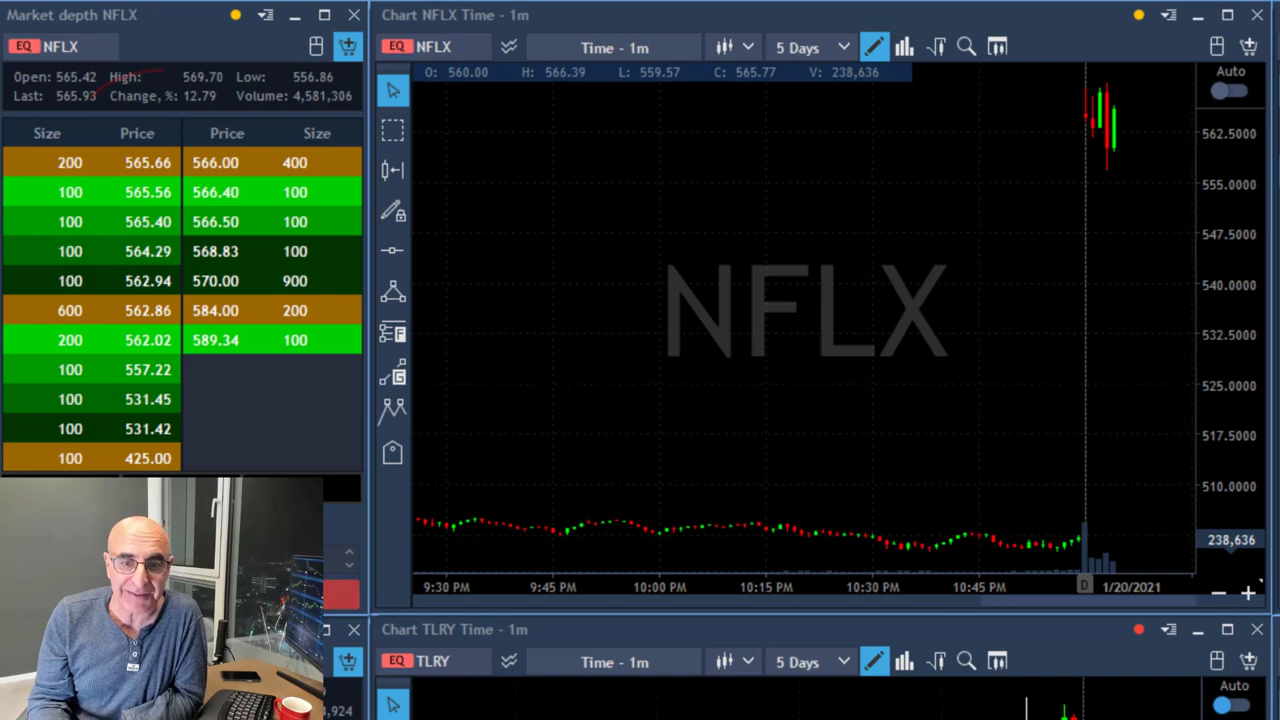 Market depth NFLX
EQ NFLX
Open: 565.42 High: 569.70 Low: 556.86
Last: 565.93 Change, %: 12.79 Volume: 4,581,306
Size Price Price Size
200 565.66 566.00 400
100 565.56 566.40 100
100 565.40 566.50 100
100 564.29 568.83 100
100 562.94 570.00 900
600 562.86 584.00 200
200 562.02 589.34 100
100 557.22
100 531.45
100 531.42
100 425.00
Chart NFLX Time - 1m
EQ NFLX Time - 1m 5 Days
O: 560.00 H: 566.39 L: 559.57 C: 565.77 V: 238,636
Auto
562.5000
555.0000
547.5000
540.0000
532.5000
525.0000
517.5000
510.0000
238,636
NFLX
F
G
9:30 PM 9:45 PM 10:00 PM 10:15 PM 10:30 PM 10:45 PM D 1/20/2021
Chart TLRY Time - 1m
EQ TLRY Time - 1m 5 Days
Auto
4,924